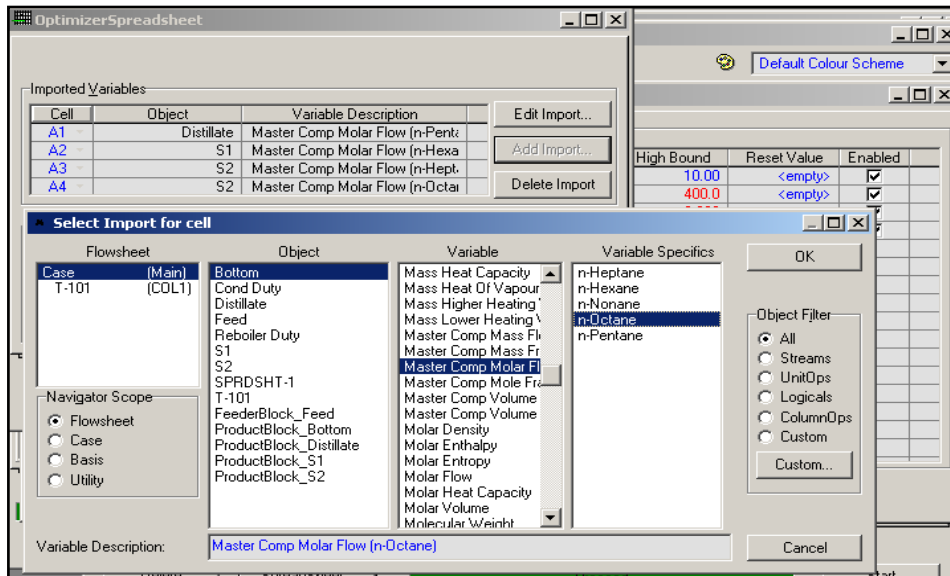 OptimizerSpreadsheet
Default Colour Scheme
Imported Variables
Cell Object Variable Description
A1 Distillate Master Comp Molar Flow (n-Penta
A2 S1 Master Comp Molar Flow (n-Hexa
A3 S2 Master Comp Molar Flow (n-Hept
A4 S2 Master Comp Molar Flow (n-Octar
Edit Import...
Add Import...
Delete Import
High Bound Reset Value Enabled
10.00 <empty>
400.0 <empty>
Select Import for cell
Flowsheet
Case (Main)
T-101 (COL1)
Navigator Scope
Flowsheet
Case
Basis
Utility
Object
Bottom
Cond Duty
Distillate
Feed
Reboiler Duty
S1
S2
SPRDSHT-1
T-101
FeederBlock_Feed
ProductBlock_Bottom
ProductBlock_Distillate
ProductBlock_S1
ProductBlock_S2
Variable
Mass Heat Capacity
Mass Heat Of Vapour
Mass Higher Heating
Mass Lower Heating
Master Comp Mass Fl
Master Comp Mass Fr
Master Comp Molar Fl
Master Comp Mole Fra
Master Comp Volume
Master Comp Volume
Molar Density
Molar Enthalpy
Molar Entropy
Molar Flow
Molar Heat Capacity
Molar Volume
Molecular Weight
Variable Specifics
n-Heptane
n-Hexane
n-Nonane
n-Octane
n-Pentane
OK
Object Filter
All
Streams
UnitOps
Logicals
ColumnOps
Custom
Custom...
Variable Description: Master Comp Molar Flow (n-Octane)
Cancel